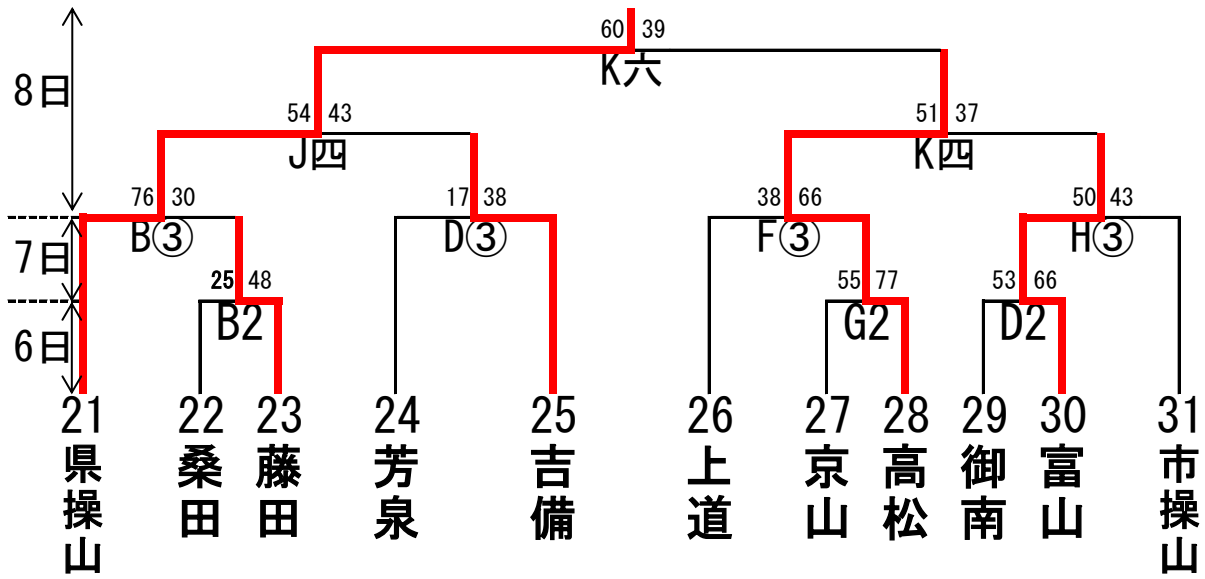 60 39
K六
8日
54 43
J四
51 37
K四
76 30
B③
17 38
D③
38 66
F③
50 43
H③
7日
25 48
B2
55 77
G2
53 66
D2
6日
21 22 23 24 25 26 27 28 29 30 31
県操山
桑田
藤田
芳泉
吉備
上道
京山
高松
御南
富山
市操山